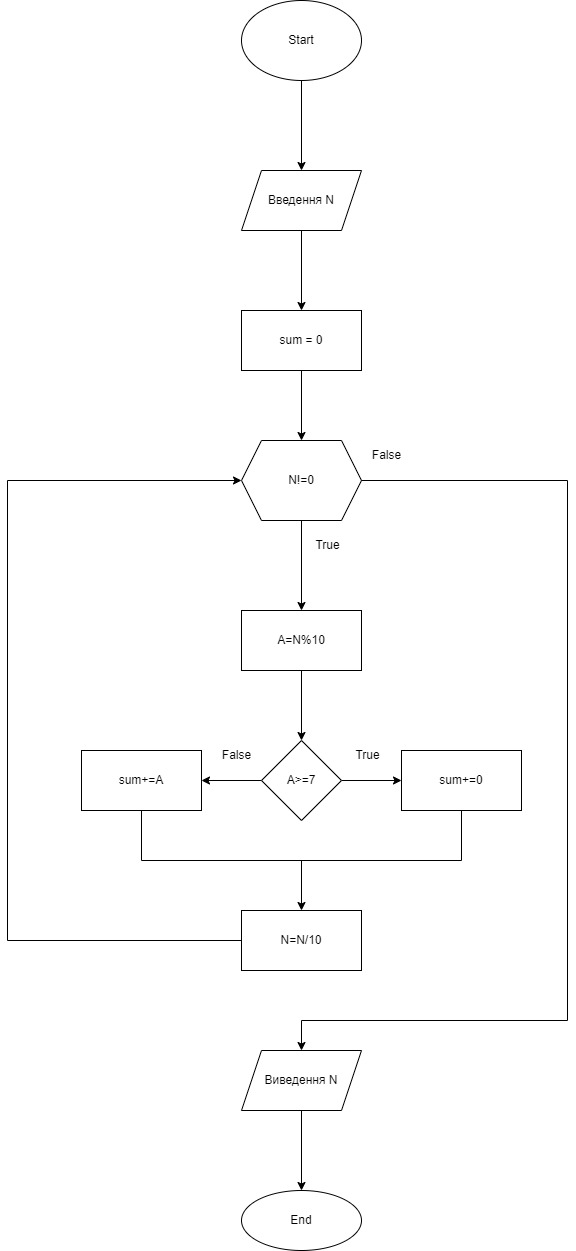 Start
Введення N
sum = 0
N!=0
False
True
A=N%10
A>=7
False
True
sum+=A
sum+=0
N=N/10
Виведення N
End